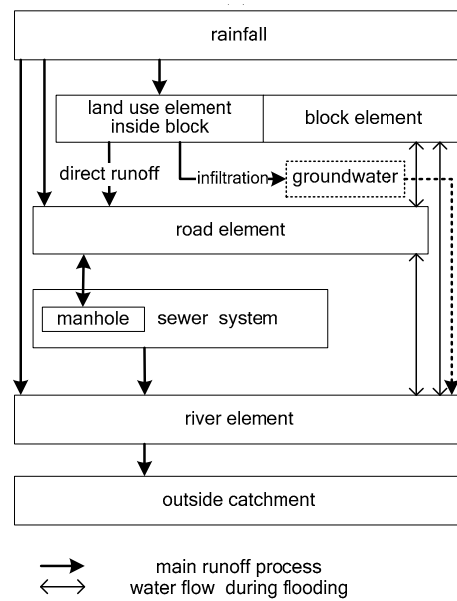 rainfall
land use element
inside block
block element
direct runoff
infiltration
groundwater
road element
manhole
sewer system
river element
outside catchment
main runoff process
water flow during flooding